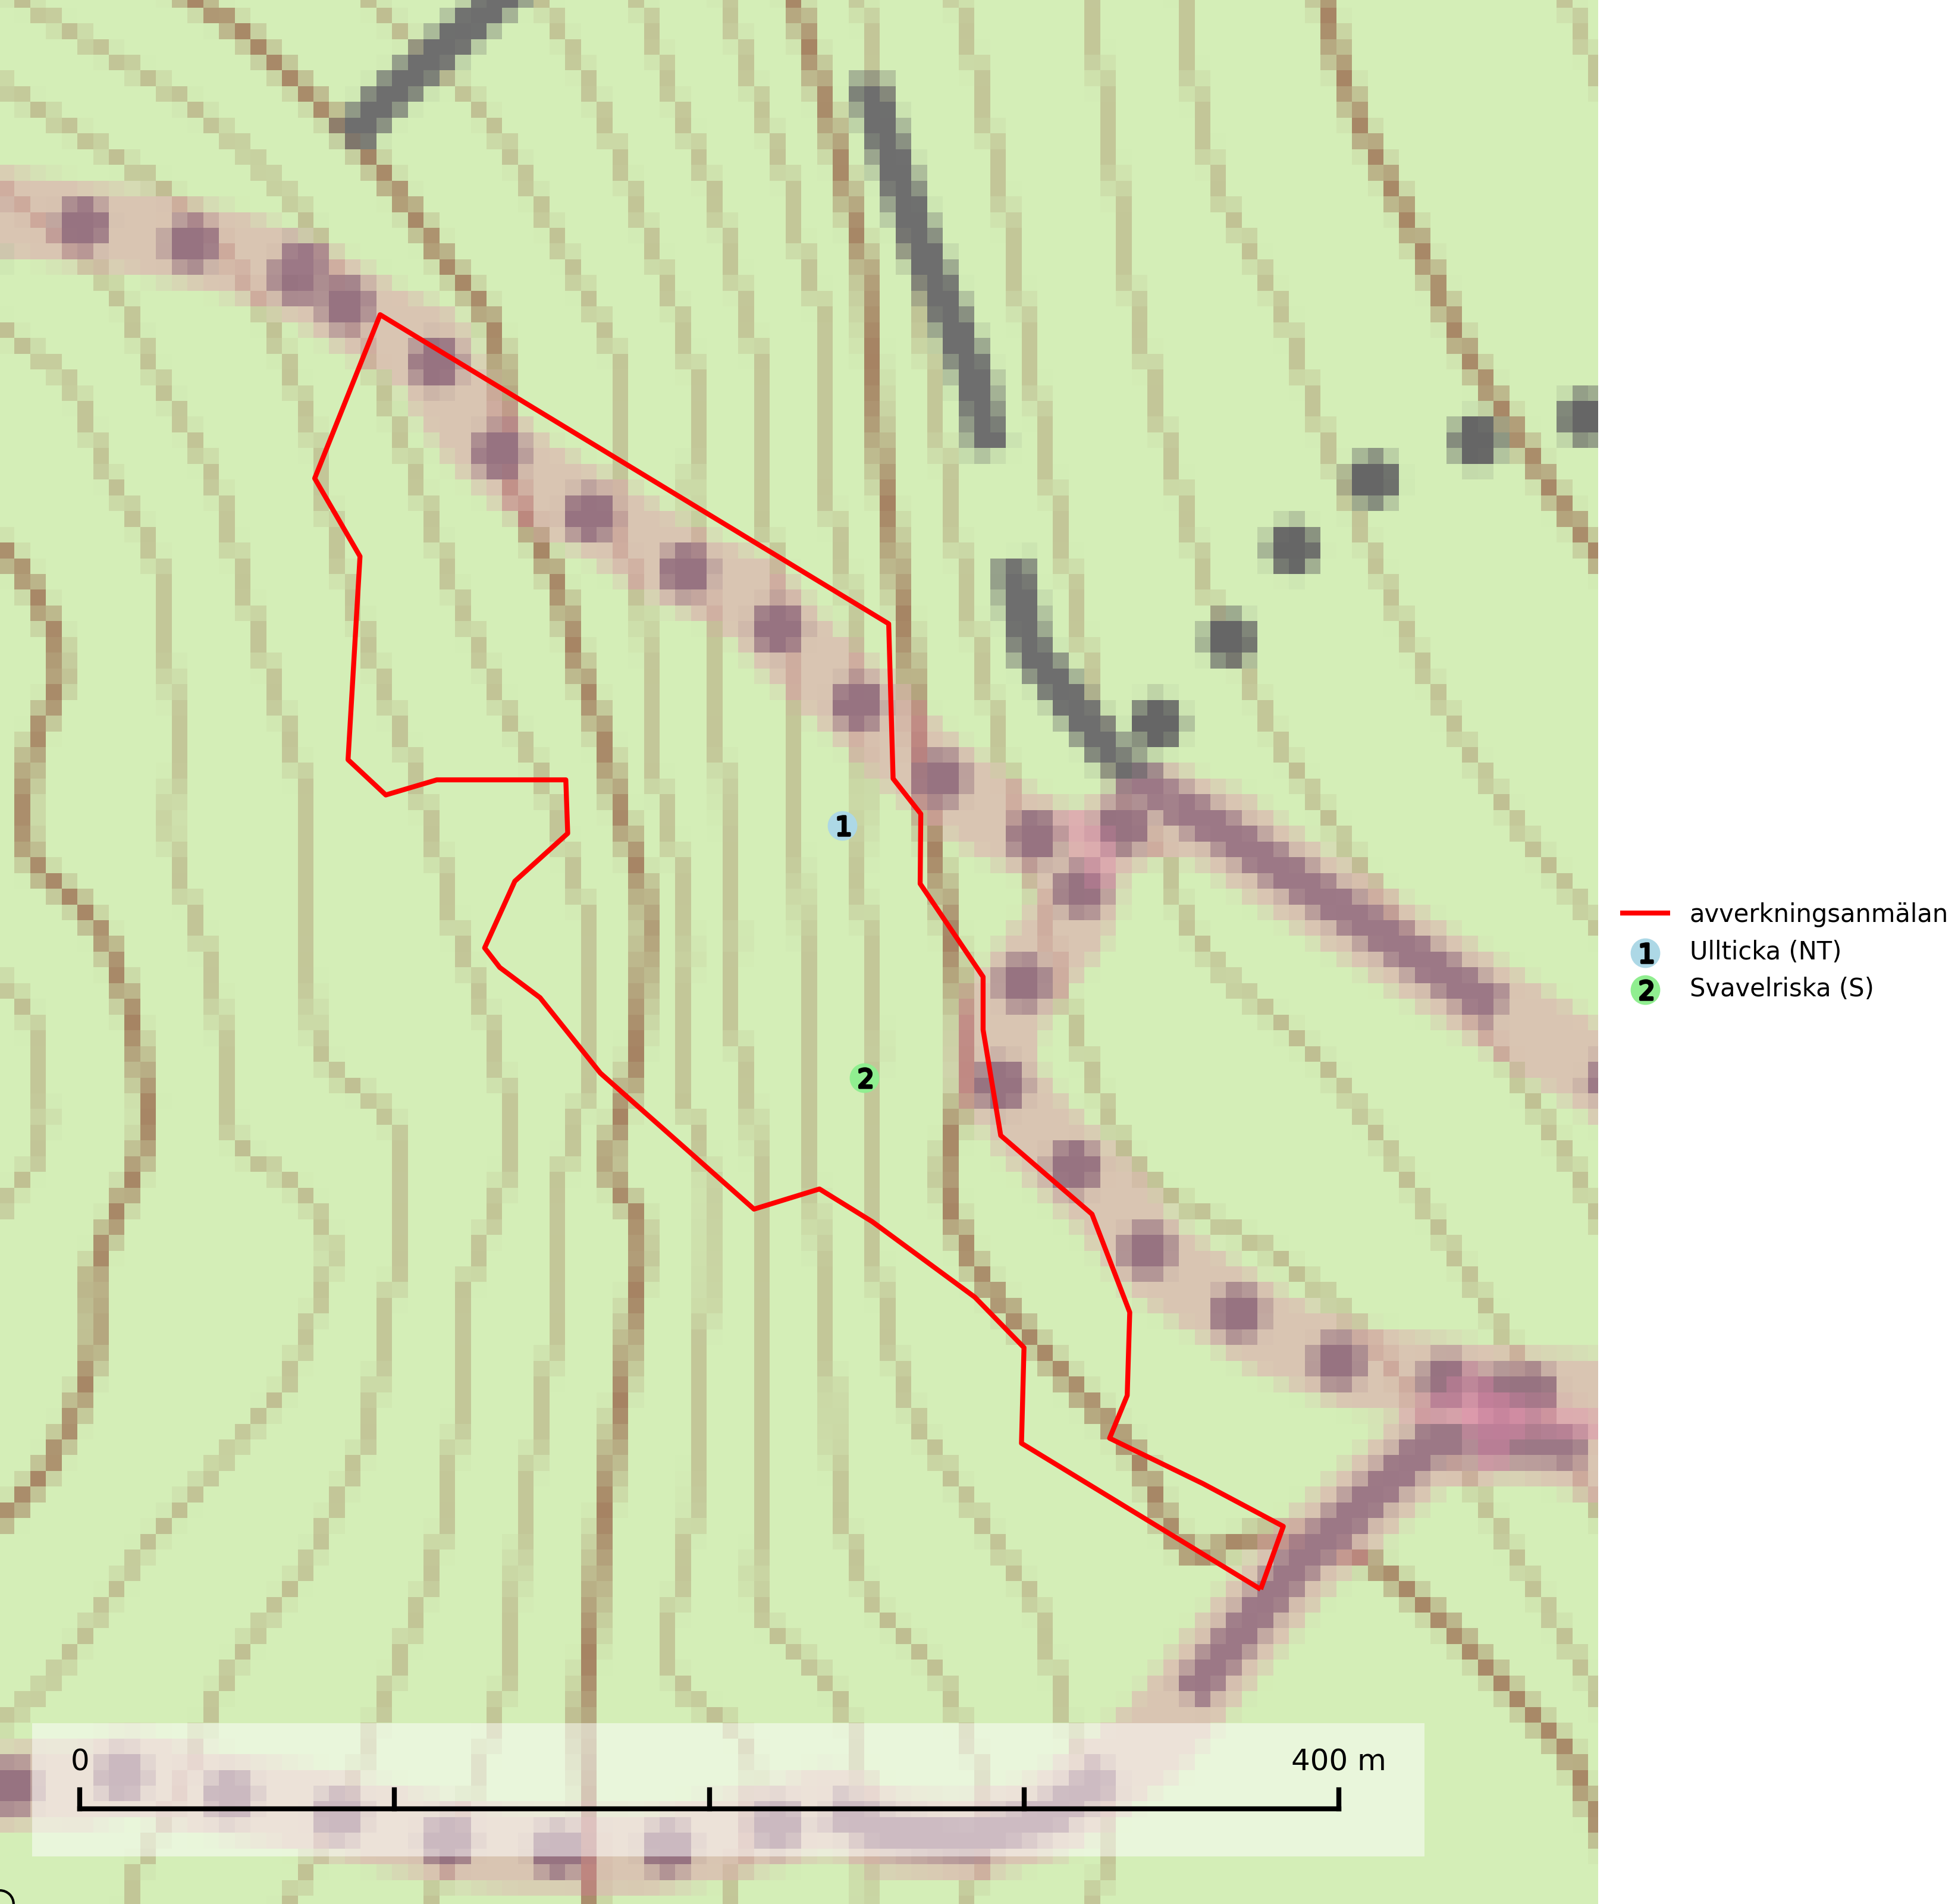 1
2
avverkningsanmälan
1 Ullticka (NT)
2 Svavelriska (S)
0 400 m